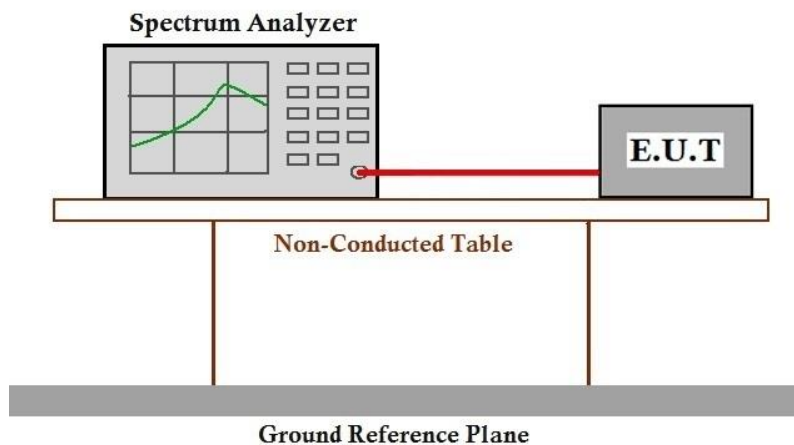 Spectrum Analyzer
E.U.T
Non-Conducted Table
Ground Reference Plane